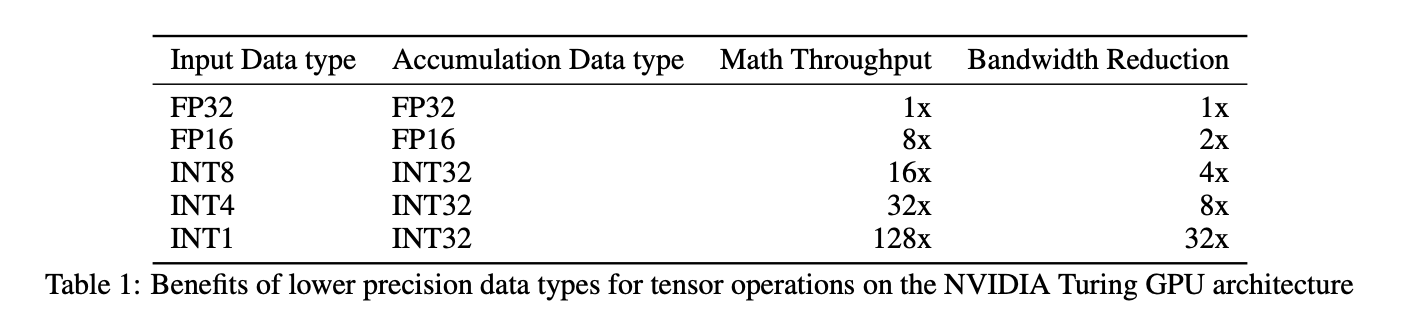 Input Data type Accumulation Data type Math Throughput Bandwidth Reduction
FP32 FP32 1x 1x
FP16 FP16 8x 2x
INT8 INT32 16x 4x
INT4 INT32 32x 8x
INT1 INT32 128x 32x
Table 1: Benefits of lower precision data types for tensor operations on the NVIDIA Turing GPU architecture